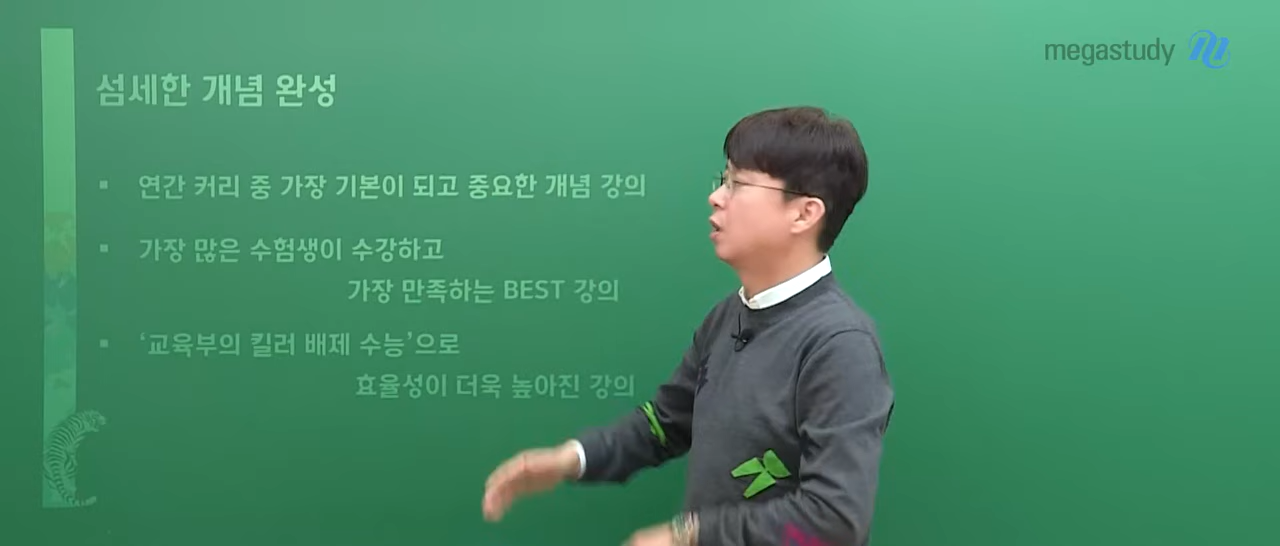 megastudy
섬세한 개념 완성
▪ 연간 커리 중 가장 기본이 되고 중요한 개념 강의
▪ 가장 많은 수험생이 수강하고
가장 만족하는 BEST 강의
▪ ‘교육부의 킬러 배제 수능’으로
효율성이 더욱 높아진 강의